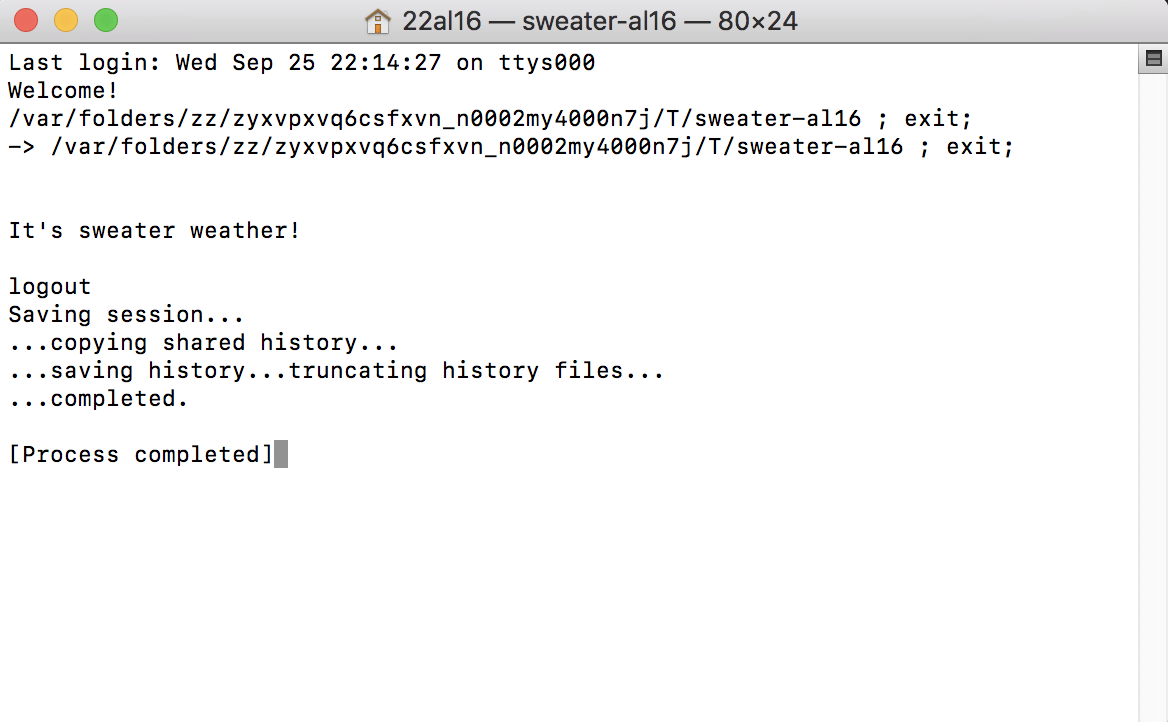 22al16 — sweater-al16 — 80×24
Last login: Wed Sep 25 22:14:27 on ttys000
Welcome!
/var/folders/zz/zyxvpxvq6csfxvn_n0002my4000n7j/T/sweater-al16 ; exit;
-> /var/folders/zz/zyxvpxvq6csfxvn_n0002my4000n7j/T/sweater-al16 ; exit;
It's sweater weather!
logout
Saving session...
...copying shared history...
...saving history...truncating history files...
...completed.
[Process completed]